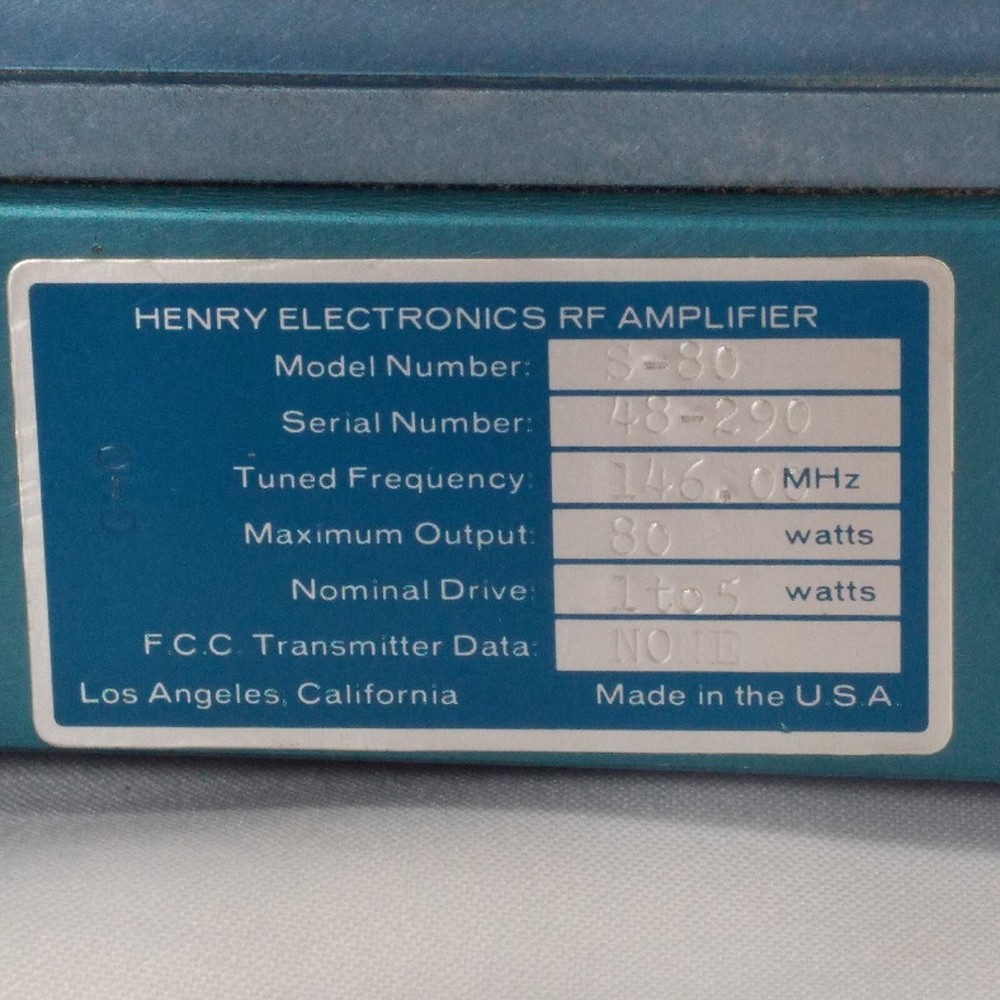 HENRY ELECTRONICS RF AMPLIFIER
Model Number: S-80
Serial Number: 48-290
Tuned Frequency: 146.00 MHz
Maximum Output: 80 watts
Nominal Drive: 1to5 watts
F.C.C. Transmitter Data: NONE
Los Angeles, California Made in the U.S.A.